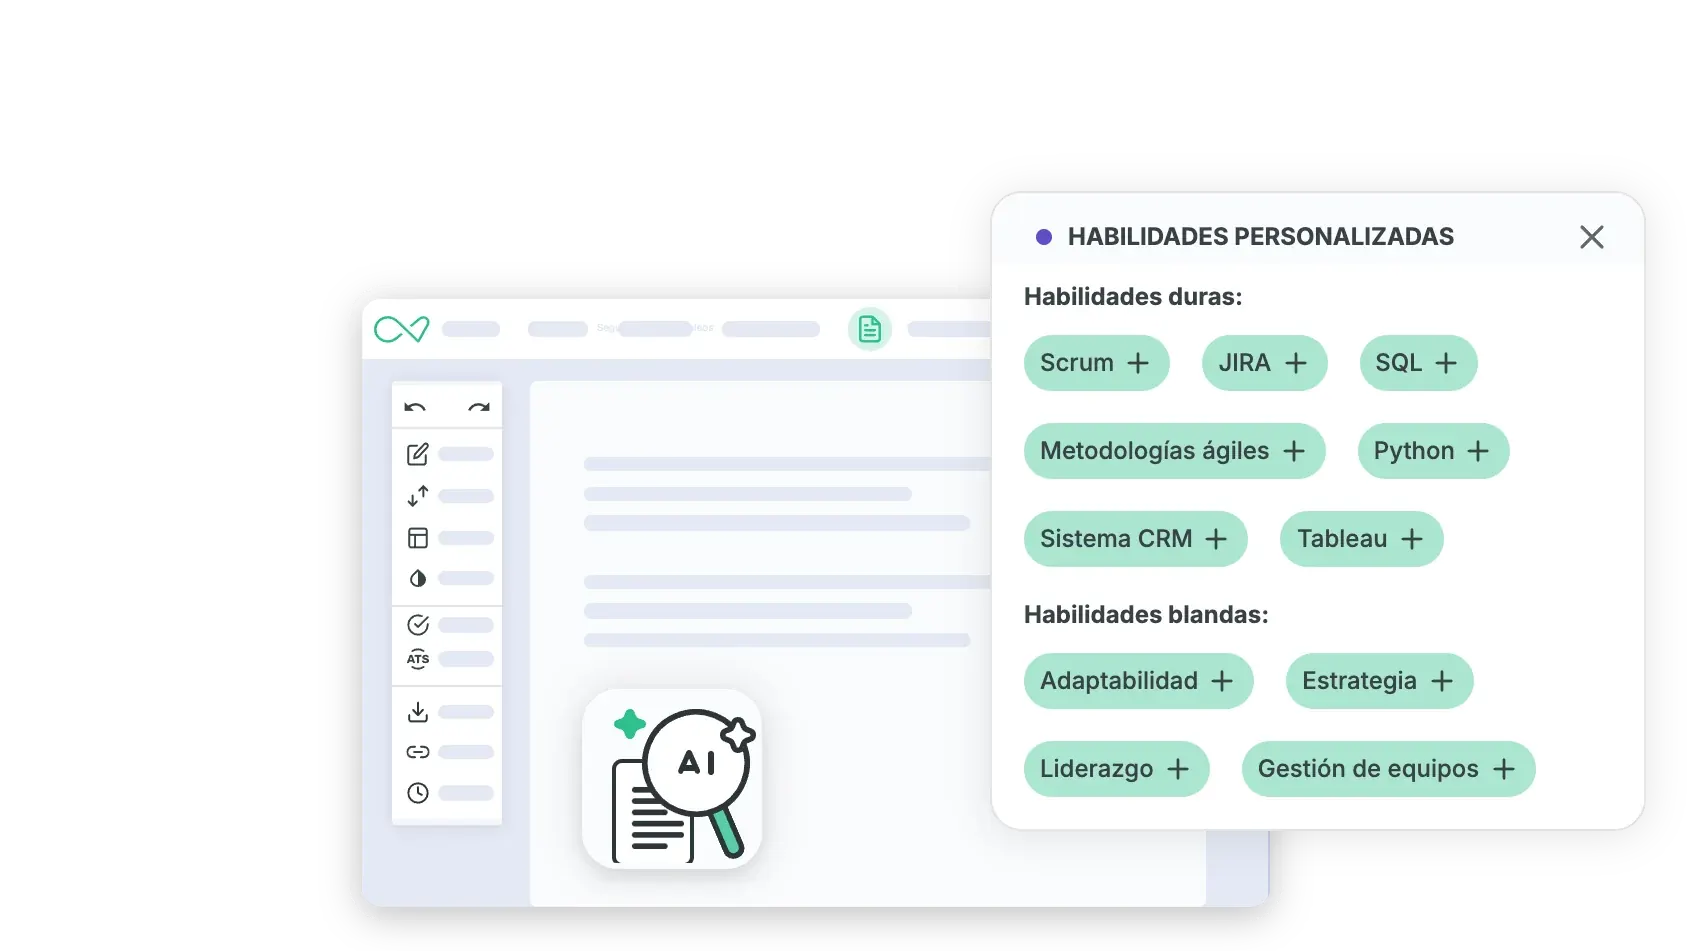 HABILIDADES PERSONALIZADAS
Habilidades duras:
Scrum +
JIRA +
SQL +
Metodologías ágiles +
Python +
Sistema CRM +
Tableau +
Habilidades blandas:
Adaptabilidad +
Estrategia +
Liderazgo +
Gestión de equipos +
ATS
AI